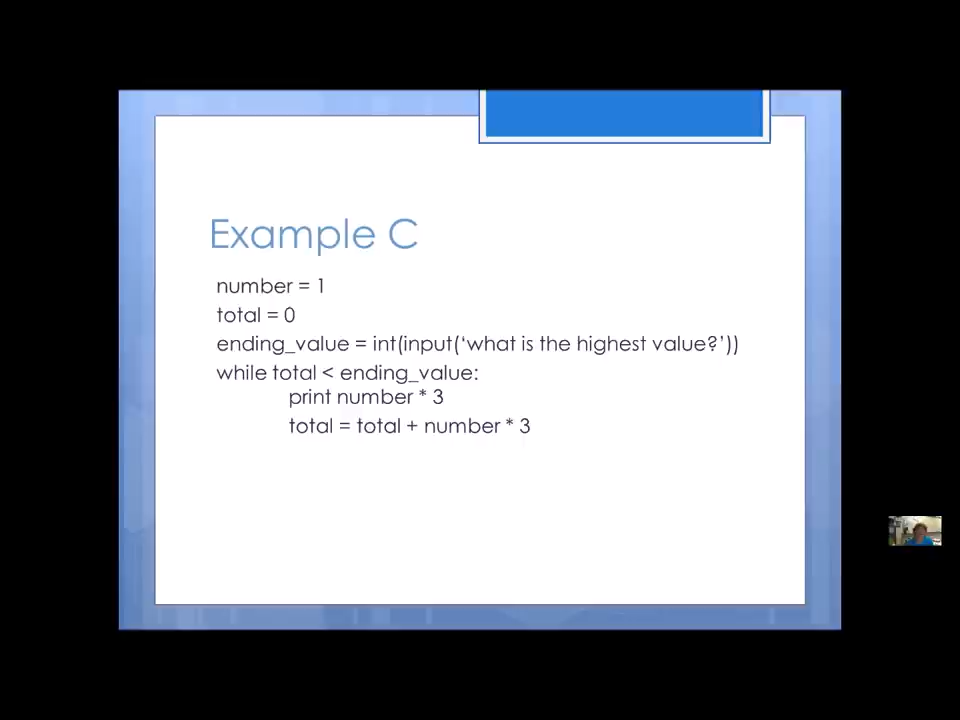 Example C
number = 1
total = 0
ending_value = int(input(‘what is the highest value?’))
while total < ending_value:
print number * 3
total = total + number * 3